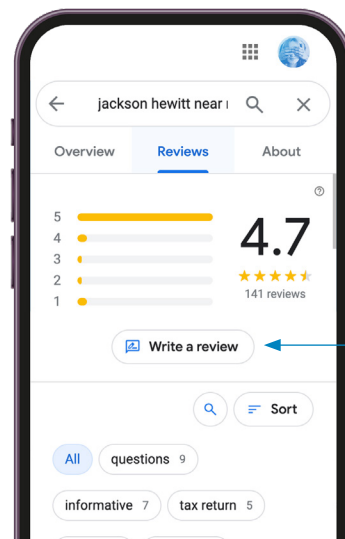 jackson hewitt near
Overview Reviews About
5
4
3
2
1
4.7
141 reviews
Write a review
Sort
All questions 9
informative 7 tax return 5